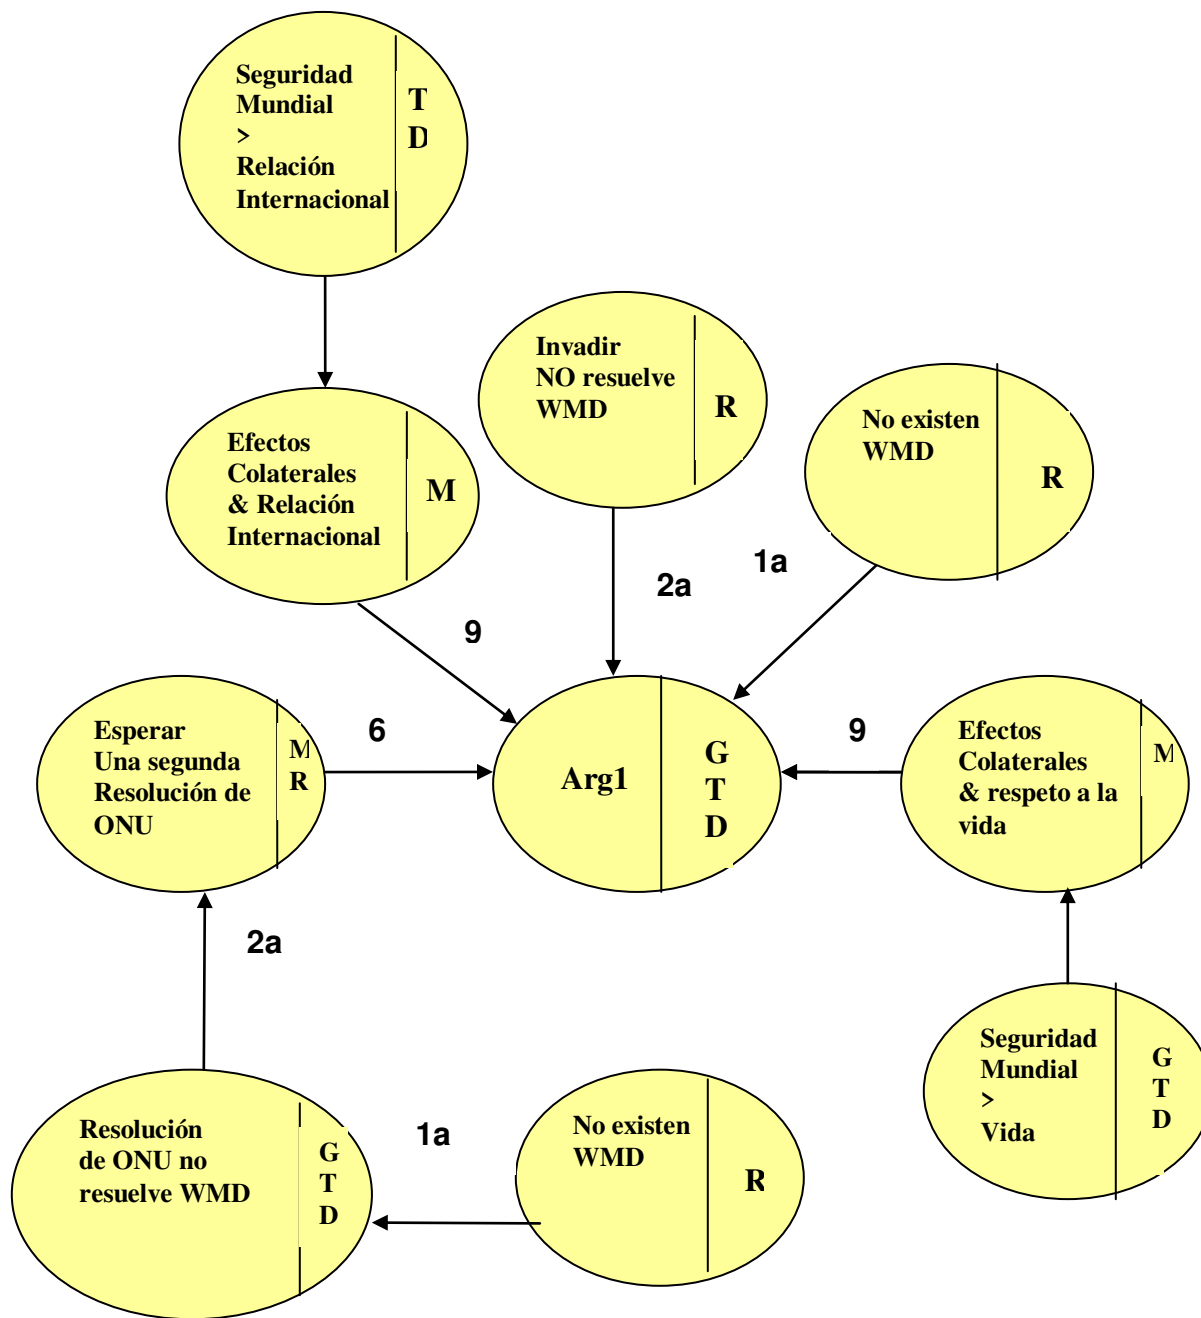 Seguridad
Mundial
>
Relación
Internacional
T
D
Invadir
NO resuelve
WMD
R
No existen
WMD
R
Efectos
Colaterales
& Relación
Internacional
M
9
2a
1a
Esperar
Una segunda
Resolución de
ONU
M
R
6
Arg1
G
T
D
9
Efectos
Colaterales
& respeto a la
vida
M
2a
Resolución
de ONU no
resuelve WMD
G
T
D
1a
No existen
WMD
R
Seguridad
Mundial
>
Vida
G
T
D